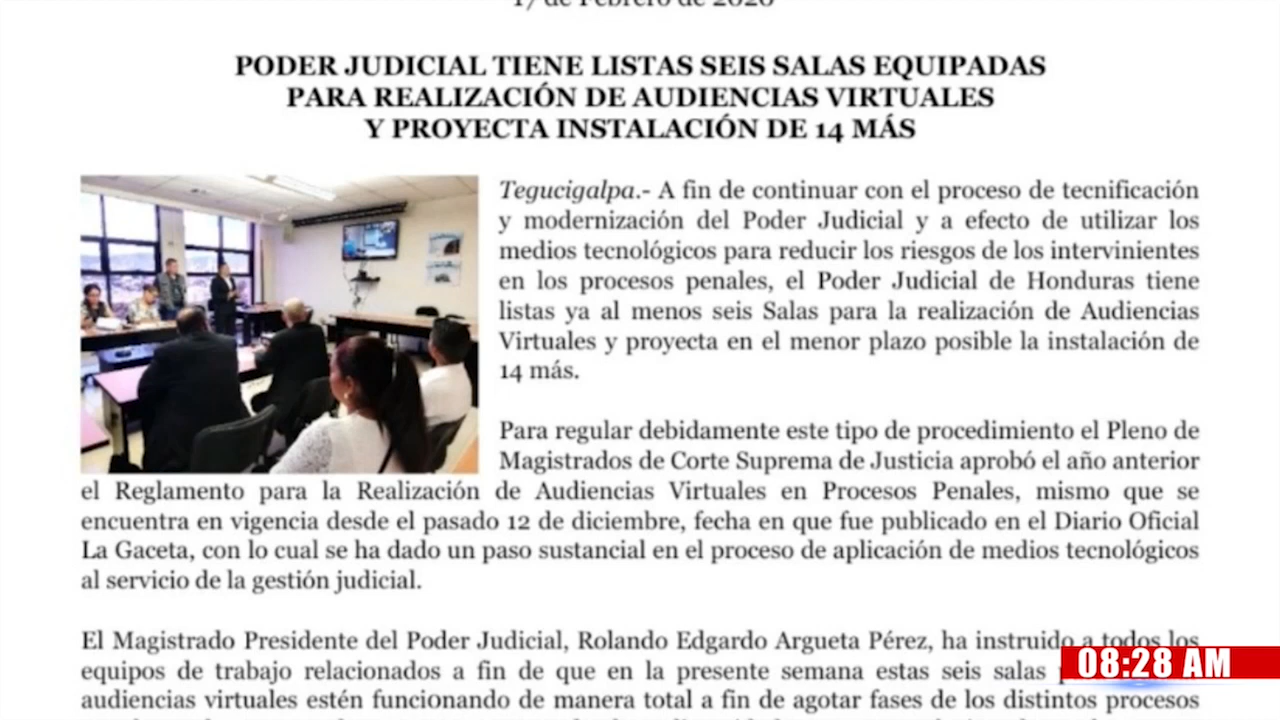 17 de Febrero de 2020
PODER JUDICIAL TIENE LISTAS SEIS SALAS EQUIPADAS
PARA REALIZACIÓN DE AUDIENCIAS VIRTUALES
Y PROYECTA INSTALACIÓN DE 14 MÁS
Tegucigalpa.- A fin de continuar con el proceso de tecnificación
y modernización del Poder Judicial y a efecto de utilizar los
medios tecnológicos para reducir los riesgos de los intervinientes
en los procesos penales, el Poder Judicial de Honduras tiene
listas ya al menos seis Salas para la realización de Audiencias
Virtuales y proyecta en el menor plazo posible la instalación de
14 más.
Para regular debidamente este tipo de procedimiento el Pleno de
Magistrados de Corte Suprema de Justicia aprobó el año anterior
el Reglamento para la Realización de Audiencias Virtuales en Procesos Penales, mismo que se
encuentra en vigencia desde el pasado 12 de diciembre, fecha en que fue publicado en el Diario Oficial
La Gaceta, con lo cual se ha dado un paso sustancial en el proceso de aplicación de medios tecnológicos
al servicio de la gestión judicial.
El Magistrado Presidente del Poder Judicial, Rolando Edgardo Argueta Pérez, ha instruido a todos los
equipos de trabajo relacionados a fin de que en la presente semana estas seis salas
audiencias virtuales estén funcionando de manera total a fin de agotar fases de los distintos procesos
08:28 AM